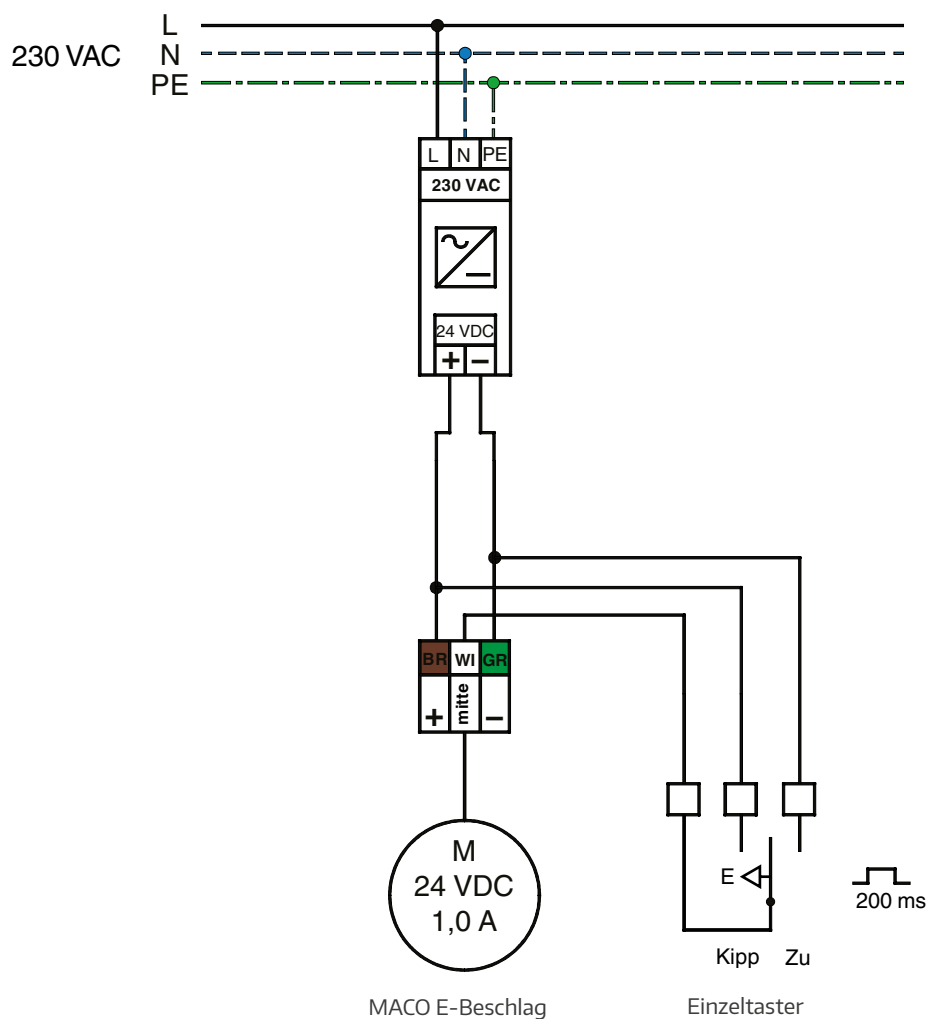 L
230 VAC
N
PE
L N PE
230 VAC
24 VDC
+ −
BR WI GR
+ mitte −
M
24 VDC
1,0 A
E
200 ms
Kipp Zu
MACO E-Beschlag
Einzeltaster